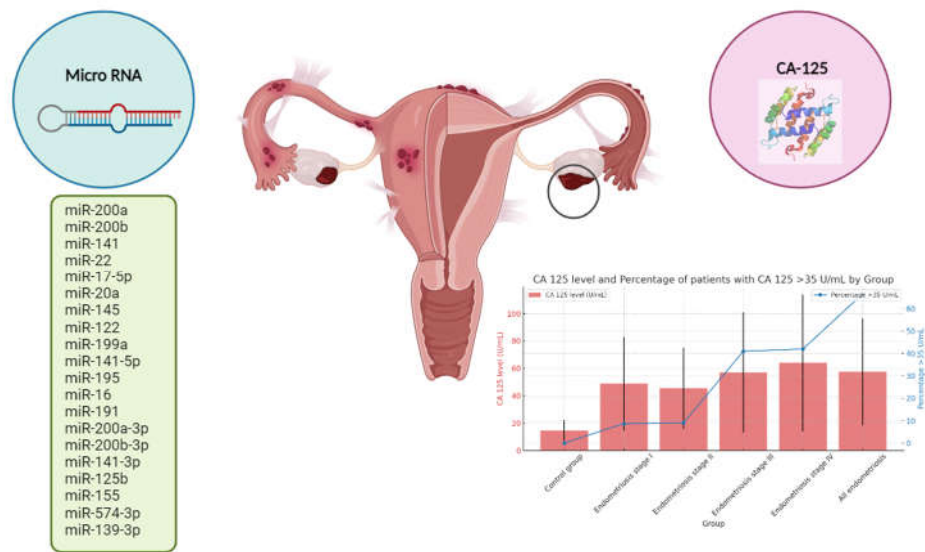 Micro RNA
miR-200a
miR-200b
miR-141
miR-22
miR-17-5p
miR-20a
miR-145
miR-122
miR-199a
miR-141-5p
miR-195
miR-16
miR-191
miR-200a-3p
miR-200b-3p
miR-141-3p
miR-125b
miR-155
miR-574-3p
miR-139-3p
CA-125
CA 125 level and Percentage of patients with CA 125 >35 U/mL by Group
CA 125 level (U/mL)
Percentage >35 U/mL
CA 125 level (U/mL)
100
80
60
40
20
0
60
50
40
30
20
10
0
Percentage >35 U/mL
Control group
Endometriosis stage I
Endometriosis stage II
Endometriosis stage III
Endometriosis stage IV
All endometriosis
Group